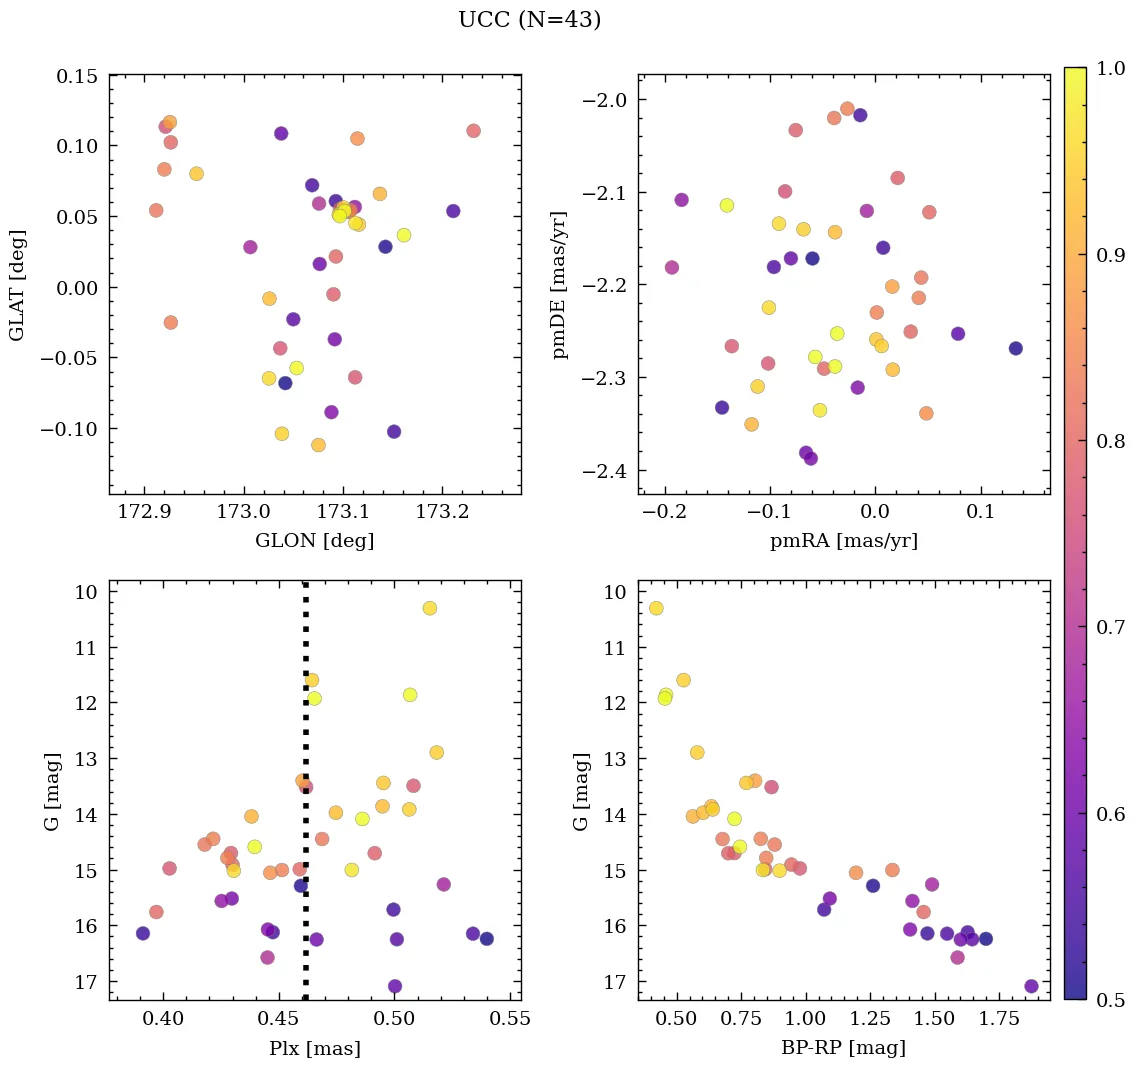 UCC (N=43)
0.15
0.10
0.05
0.00
−0.05
−0.10
GLAT [deg]
172.9 173.0 173.1 173.2
GLON [deg]
−2.0
−2.1
−2.2
−2.3
−2.4
pmDE [mas/yr]
−0.2 −0.1 0.0 0.1
pmRA [mas/yr]
10
11
12
13
14
15
16
17
G [mag]
0.40 0.45 0.50 0.55
Plx [mas]
10
11
12
13
14
15
16
17
G [mag]
0.50 0.75 1.00 1.25 1.50 1.75
BP-RP [mag]
1.0
0.9
0.8
0.7
0.6
0.5